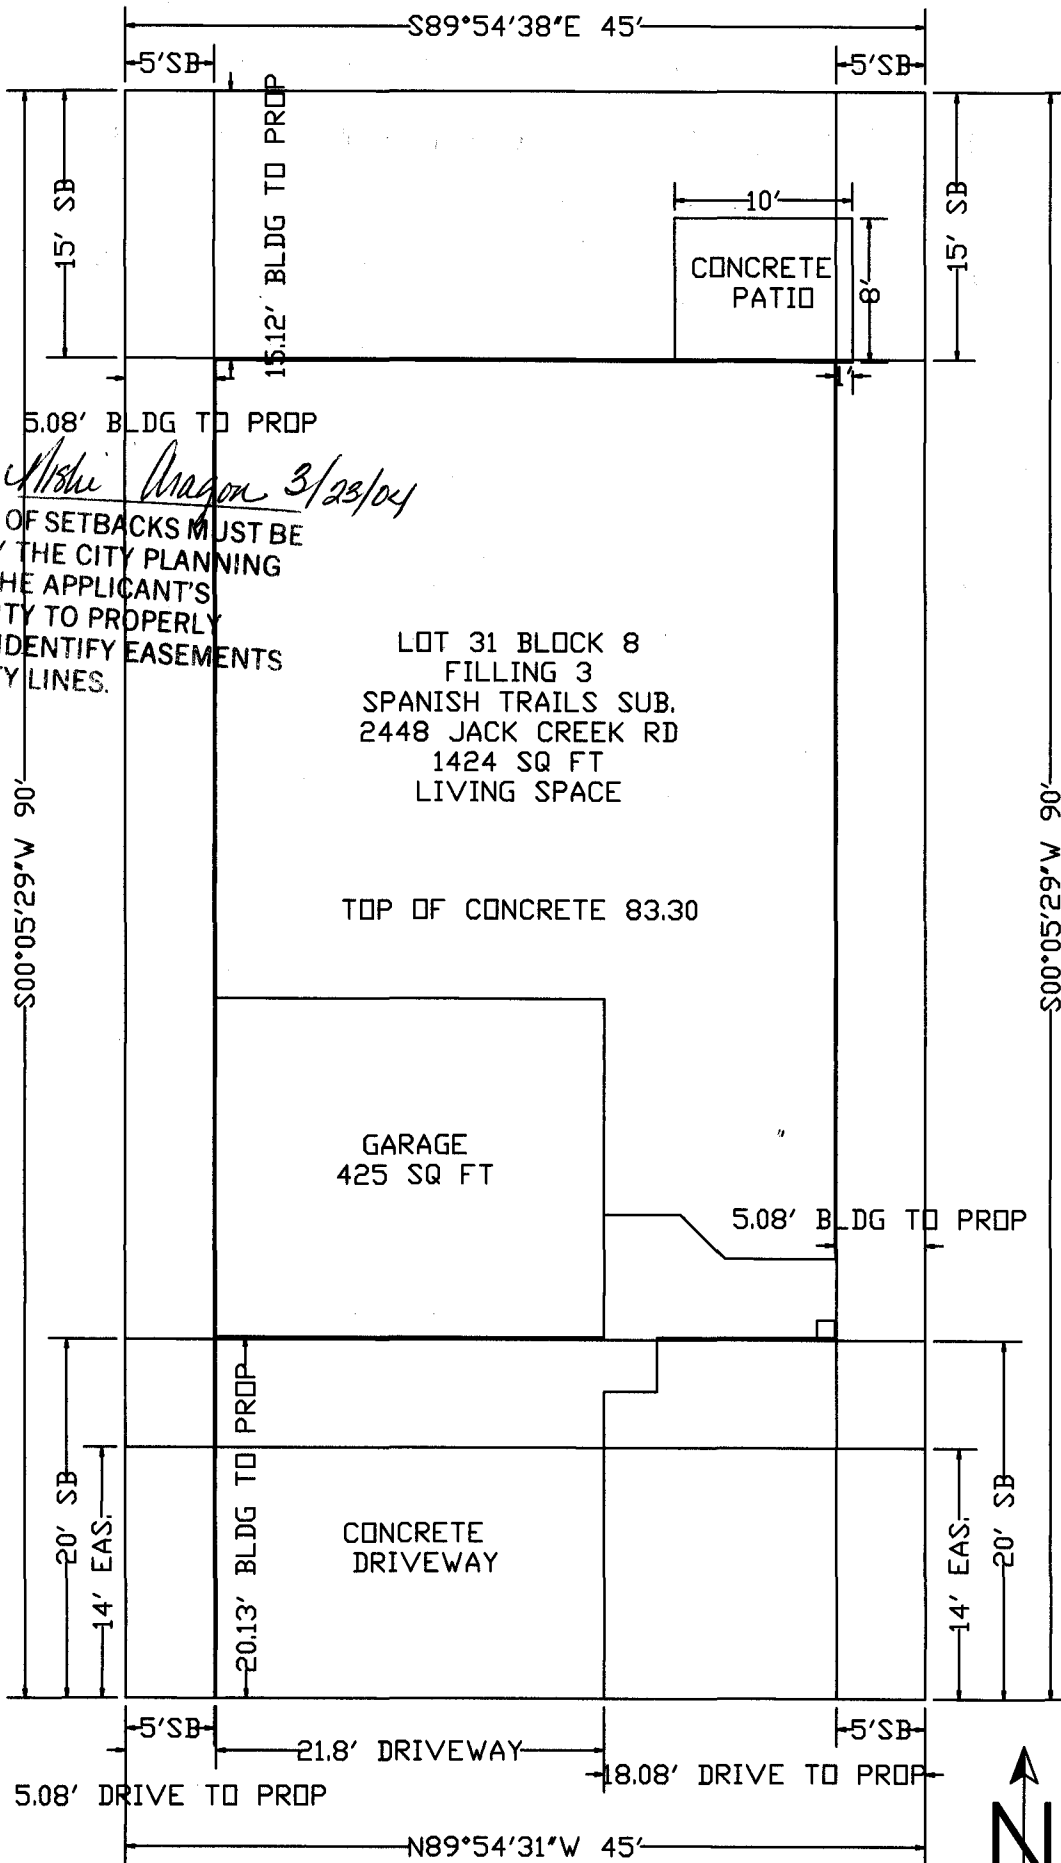 S89°54'38"E 45'
5'SB
5'SB
15' SB
15.12' BLDG TO PROP
10'
CONCRETE
PATIO
8'
15' SB
1'
5.08' BLDG TO PROP
Aragon 3/23/04
OF SETBACKS MUST BE
THE CITY PLANNING
HE APPLICANT'S
TY TO PROPERLY
IDENTIFY EASEMENTS
TY LINES.
LOT 31 BLOCK 8
FILLING 3
SPANISH TRAILS SUB.
2448 JACK CREEK RD
1424 SQ FT
LIVING SPACE
S00°05'29"W 90'
S00°05'29"W 90'
TOP OF CONCRETE 83.30
GARAGE
425 SQ FT
5.08' BLDG TO PROP
20' SB
14' EAS.
20.13' BLDG TO PROP
CONCRETE
DRIVEWAY
14' EAS.
20' SB
5'SB
21.8' DRIVEWAY
5'SB
18.08' DRIVE TO PROP
5.08' DRIVE TO PROP
N89°54'31"W 45'
N